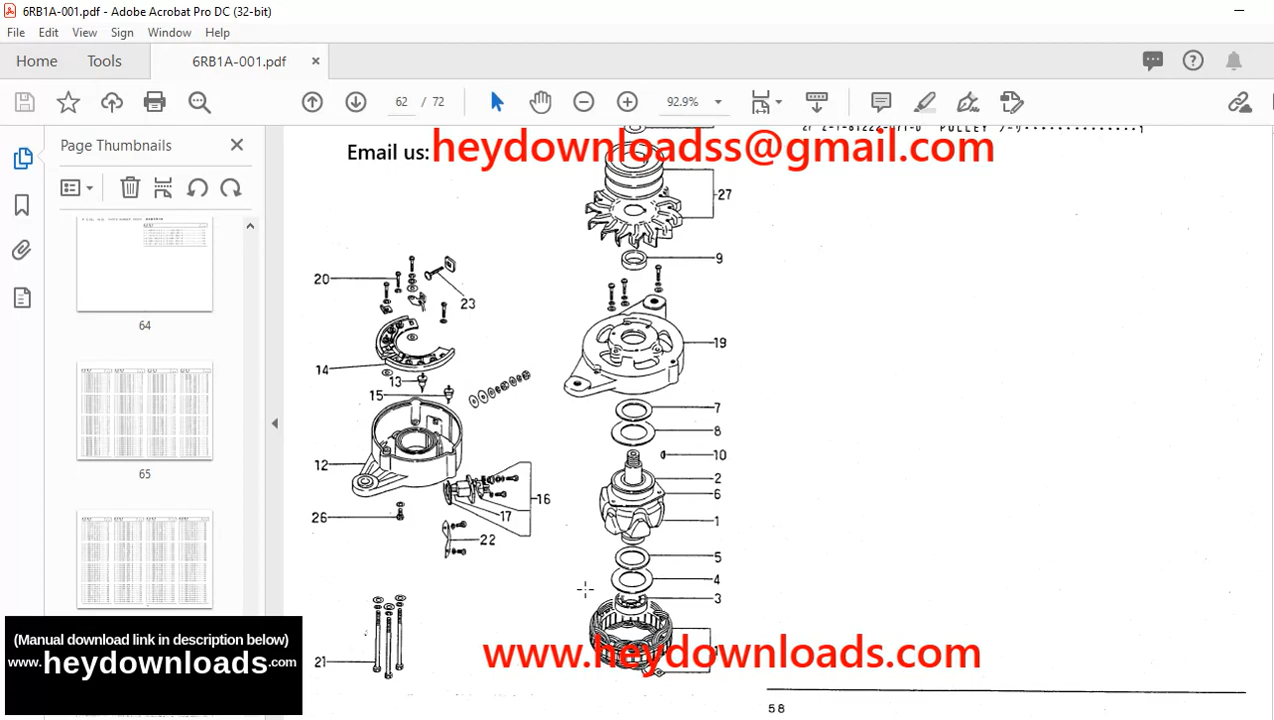 6RB1A-001.pdf - Adobe Acrobat Pro DC (32-bit)
File Edit View Sign Window Help
Home Tools 6RB1A-001.pdf ×
62 / 72 92.9%
Page Thumbnails
64
65
PULLEY
Email us: heydownloadss@gmail.com
27
9
20
23
19
14
13
15
7
8
10
12
2
6
16
17
1
26
22
5
4
3
21
www.heydownloads.com
(Manual download link in description below)
www.heydownloads.com
58